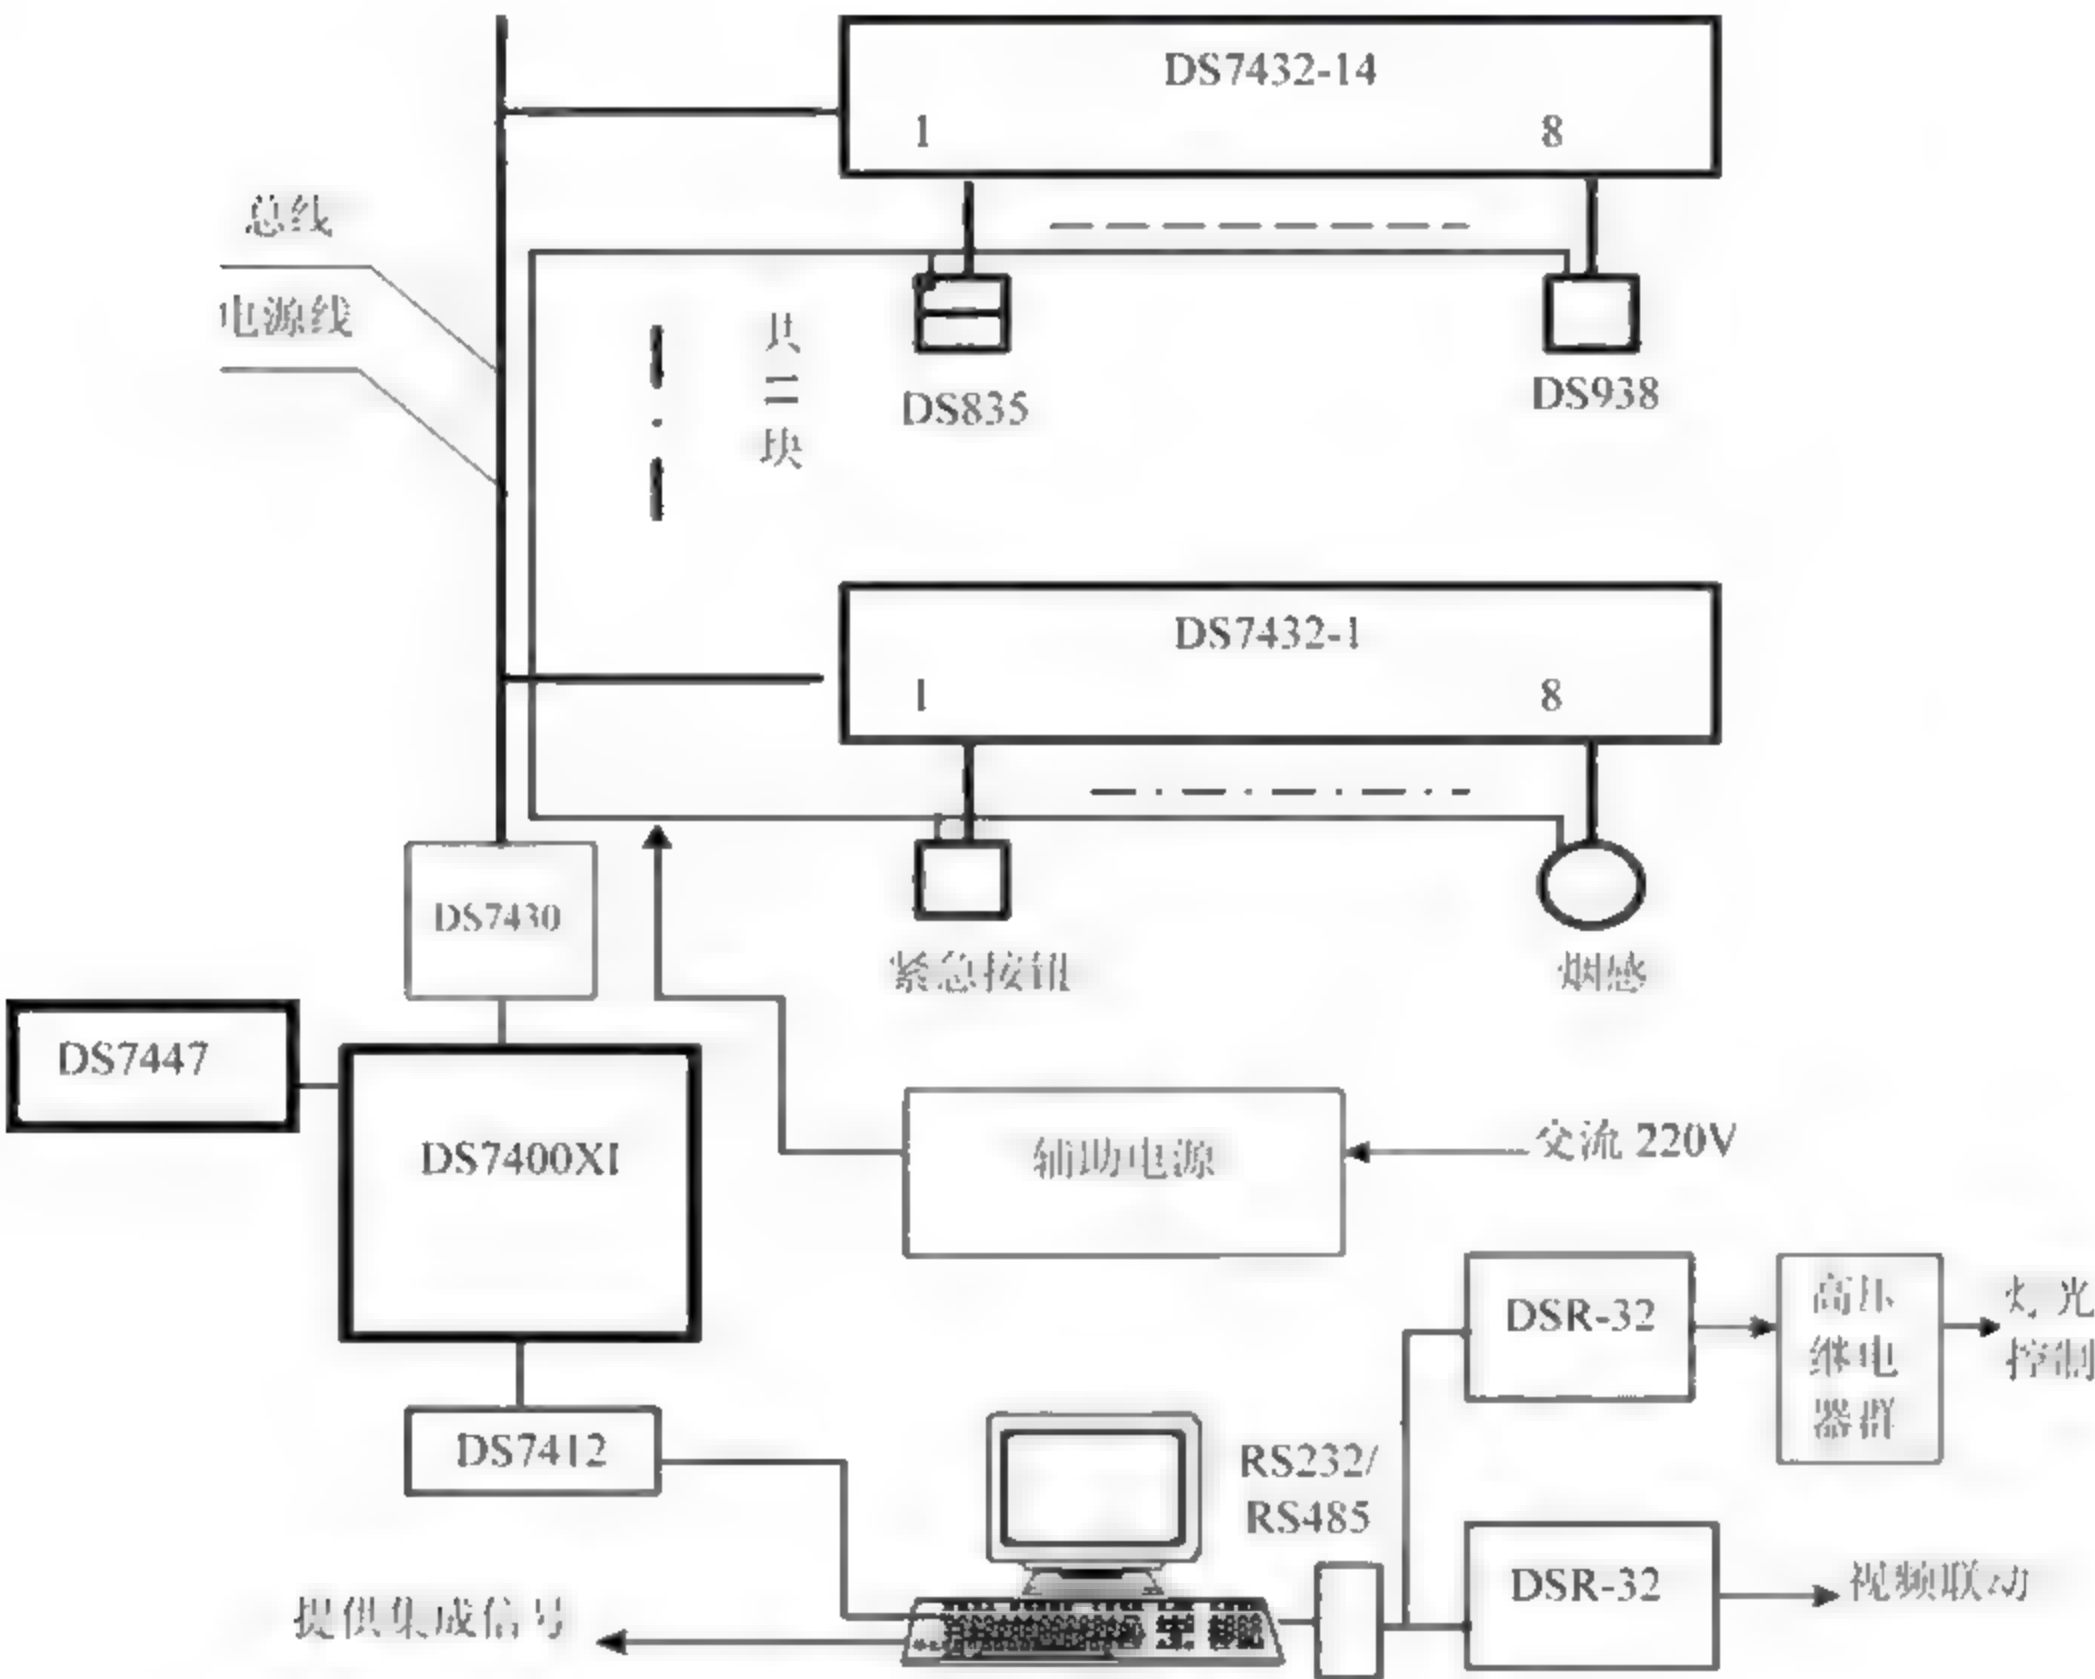 DS7432-14
1 8
总线
电源线
共
二
块
DS835
DS938
DS7432-1
1 8
DS7430
紧急按钮
烟感
DS7447
DS7400XI
辅助电源
交流 220V
DSR-32
高压
继电
器群
灯光
控制
DS7412
RS232/
RS485
DSR-32
视频联动
提供集成信号